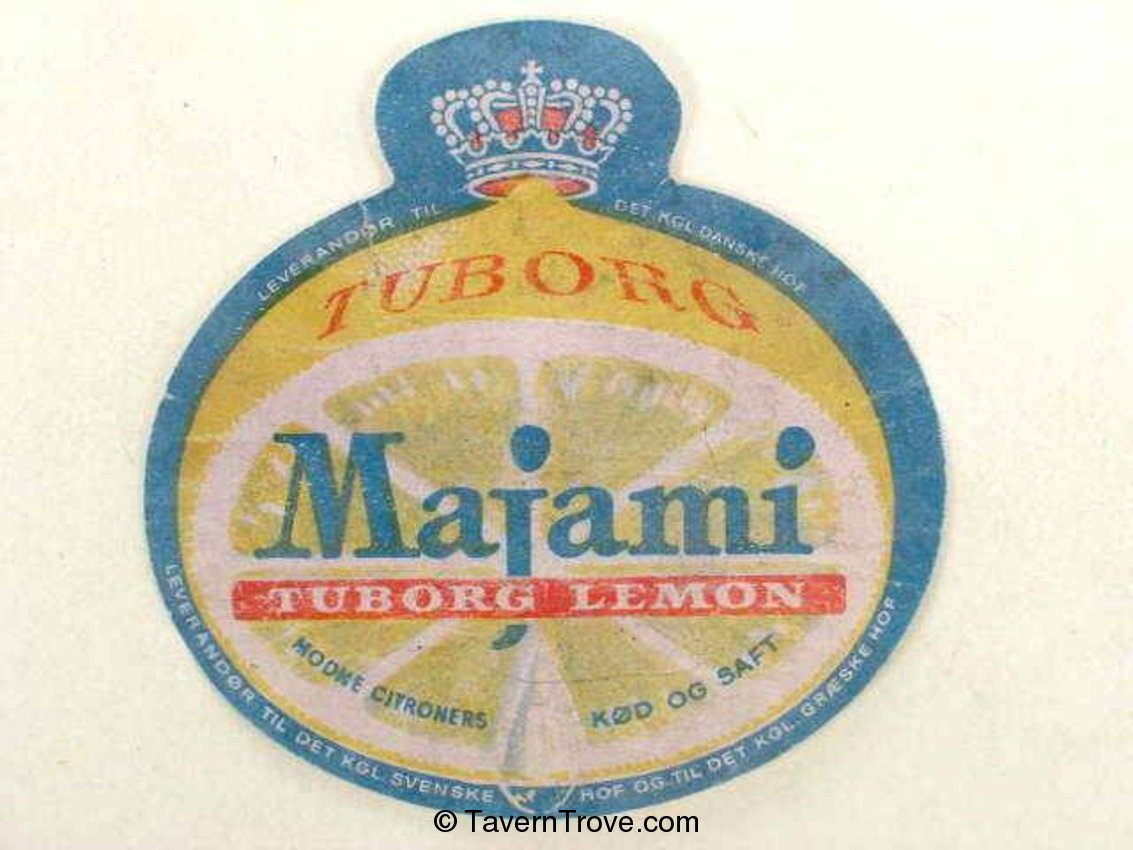 LEVERANDØR TIL DET KGL. DANSKE HOF
TUBORG
Majami
TUBORG LEMON
MODNE CITRONERS KØD OG SAFT
LEVERANDØR TIL DET KGL. SVENSKE HOF OG TIL DET KGL. GRÆSKE HOF
© TavernTrove.com